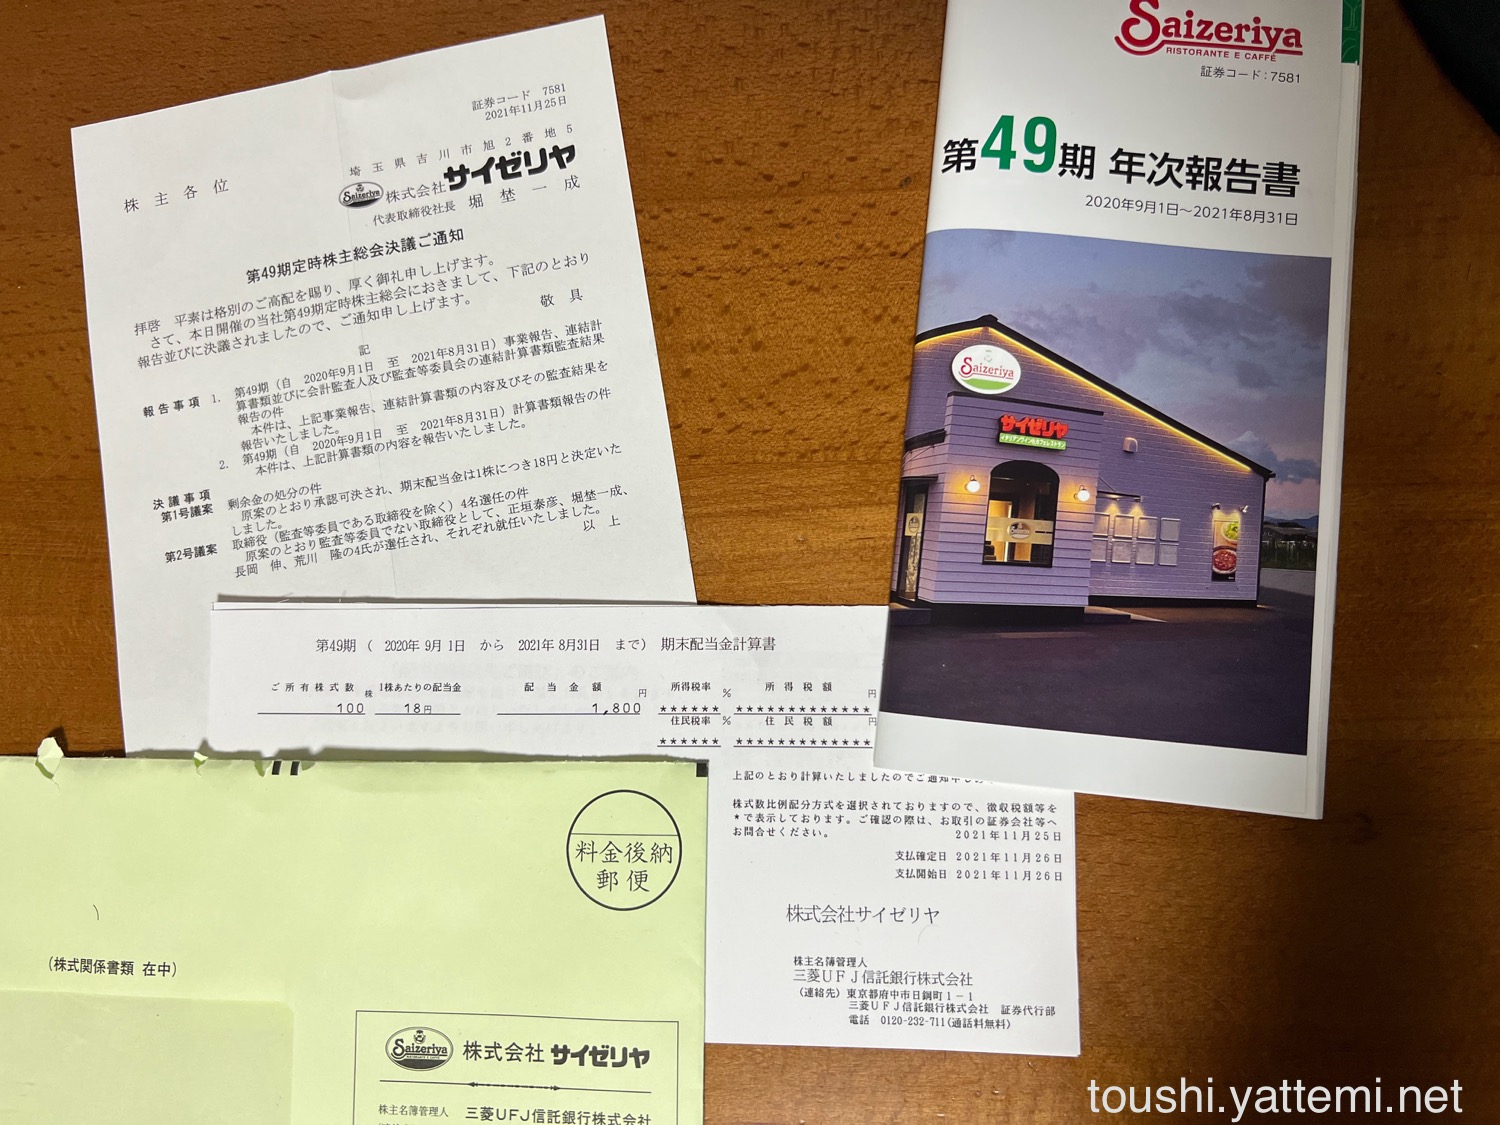 証券コード 7581
2021年11月25日
株主各位
埼玉県吉川市旭2番地5
Saizeriya 株式会社サイゼリヤ
代表取締役社長 堀埜一成
第49期定時株主総会決議ご通知
拝啓 平素は格別のご高配を賜り、厚く御礼申し上げます。
さて、本日開催の当社第49期定時株主総会におきまして、下記のとおり
報告並びに決議されましたので、ご通知申し上げます。
敬具
記
報告事項 1. 第49期(自 2020年9月1日 至 2021年8月31日)事業報告、連結計
算書類並びに会計監査人及び監査等委員会の連結計算書類監査結果
報告の件
本件は、上記事業報告、連結計算書類の内容及びその監査結果を
報告いたしました。
2. 第49期(自 2020年9月1日 至 2021年8月31日)計算書類報告の件
本件は、上記計算書類の内容を報告いたしました。
決議事項
第1号議案 剰余金の処分の件
原案のとおり承認可決され、期末配当金は1株につき18円と決定いた
しました。
第2号議案 取締役(監査等委員である取締役を除く)4名選任の件
原案のとおり監査等委員でない取締役として、正垣泰彦、堀埜一成、
長岡 伸、荒川 隆の4氏が選任され、それぞれ就任いたしました。
以上
Saizeriya
RISTORANTE E CAFFÈ
証券コード:7581
第49期 年次報告書
2020年9月1日~2021年8月31日
Saizeriya
サイゼリヤ
イタリアンワイン&カフェレストラン
第49期( 2020年 9月 1日 から 2021年 8月31日 まで) 期末配当金計算書
ご所有株式数 株 1株あたりの配当金 配当金額 円 所得税率 % 所得税額 円
100 18円 1,800 ****** *************
住民税率 % 住民税額 円
****** *************
上記のとおり計算いたしましたのでご通知申し
株式数比例配分方式を選択されておりますので、徴収税額等を
*で表示しております。ご確認の際は、お取引の証券会社等へ
お問合せください。
2021年11月25日
支払確定日 2021年11月26日
支払開始日 2021年11月26日
株式会社サイゼリヤ
株主名簿管理人
三菱UFJ信託銀行株式会社
(連絡先)東京都府中市日鋼町1-1
三菱UFJ信託銀行株式会社 証券代行部
電話 0120-232-711(通話料無料)
料金後納
郵便
(株式関係書類 在中)
Saizeriya 株式会社 サイゼリヤ
株主名簿管理人 三菱UFJ信託銀行株式会社
toushi.yattemi.net